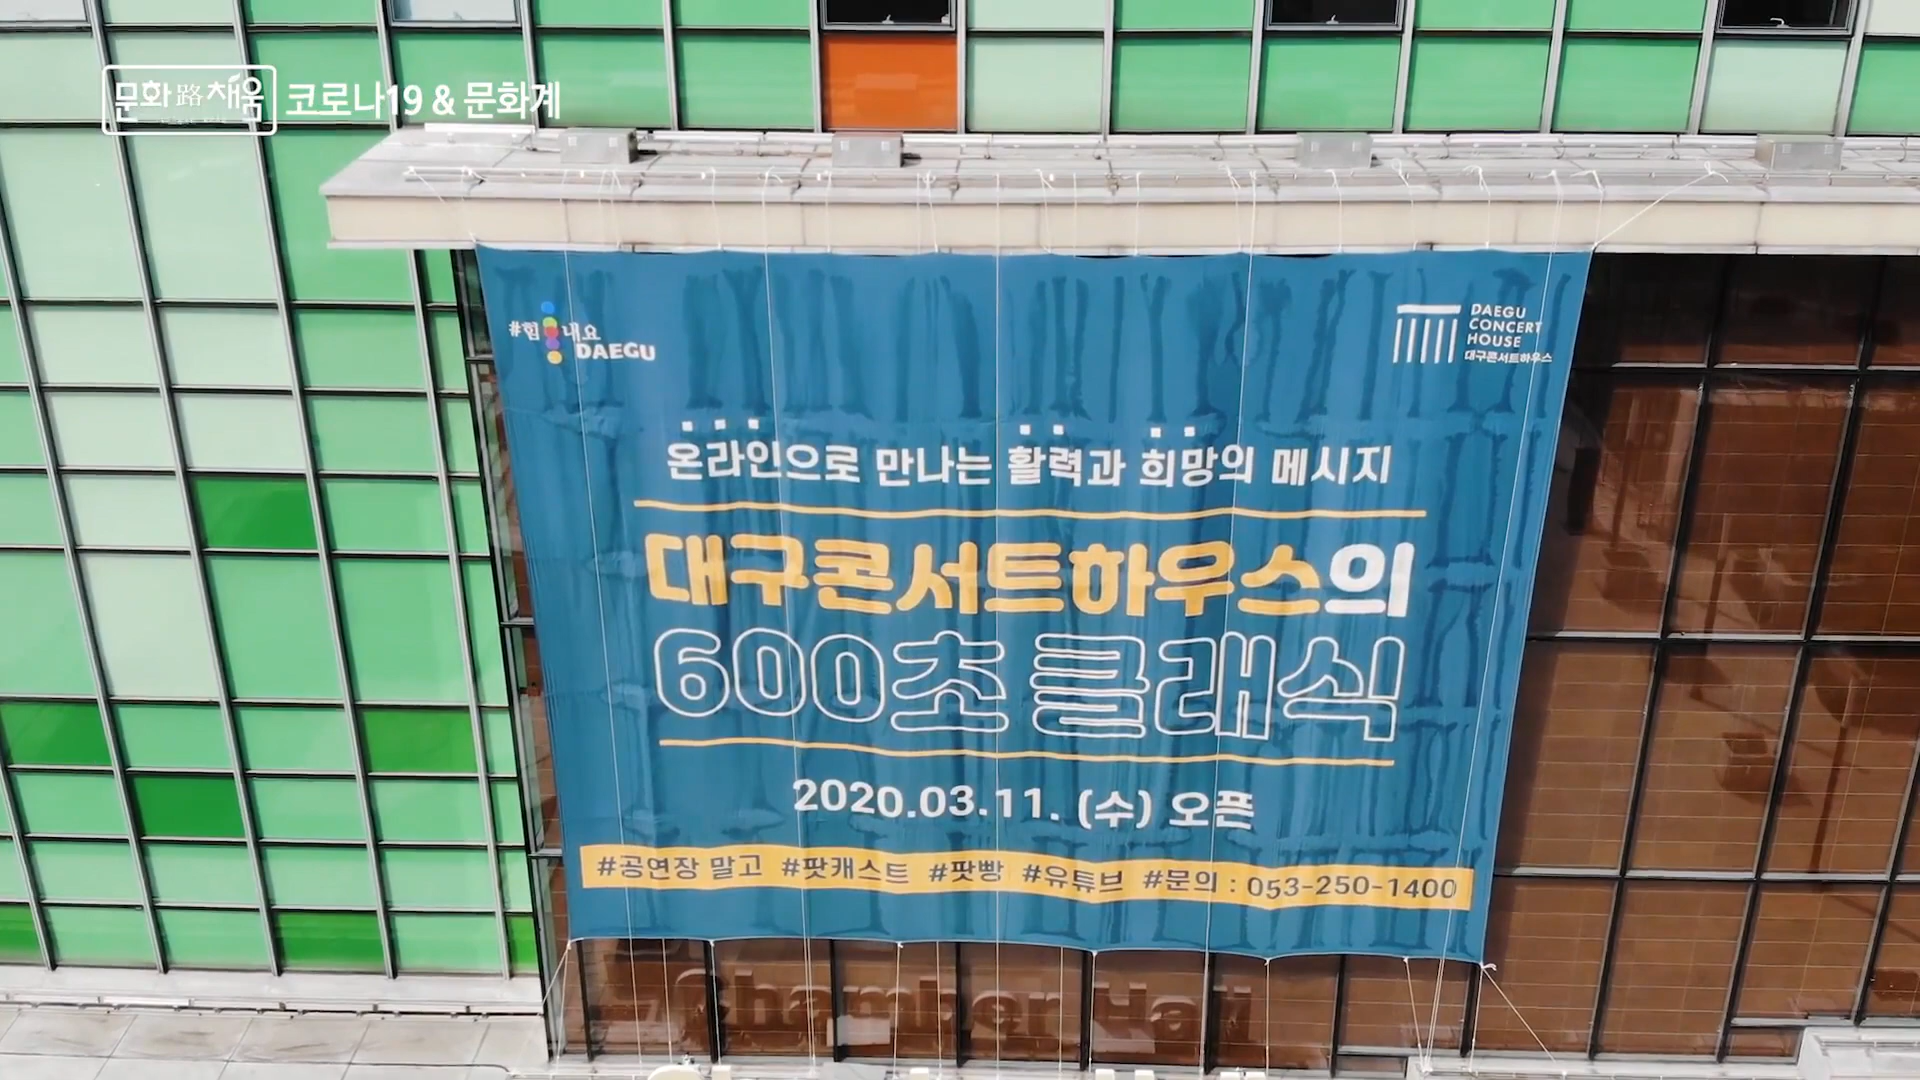 문화路채움 코로나19 & 문화계
#힘내요
DAEGU
DAEGU
CONCERT
HOUSE
대구콘서트하우스
온라인으로 만나는 활력과 희망의 메시지
대구콘서트하우스의
600초 클래식
2020.03.11. (수) 오픈
#공연장 말고 #팟캐스트 #팟빵 #유튜브 #문의 : 053-250-1400
Chamber Hall